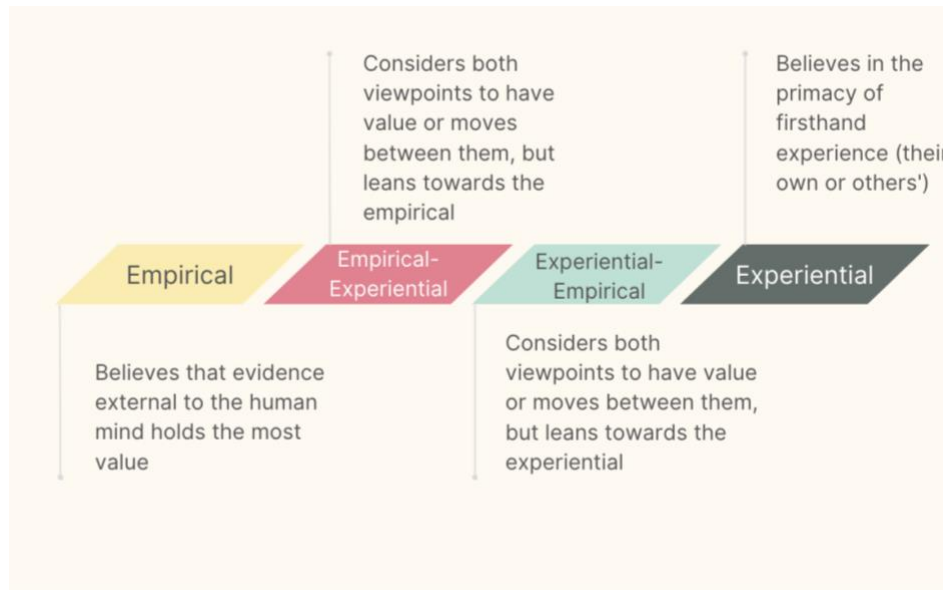 Considers both
viewpoints to have
value or moves
between them, but
leans towards the
empirical
Believes in the
primacy of
firsthand
experience (their
own or others')
Empirical
Empirical-
Experiential
Experiential-
Empirical
Experiential
Believes that evidence
external to the human
mind holds the most
value
Considers both
viewpoints to have value
or moves between them,
but leans towards the
experiential